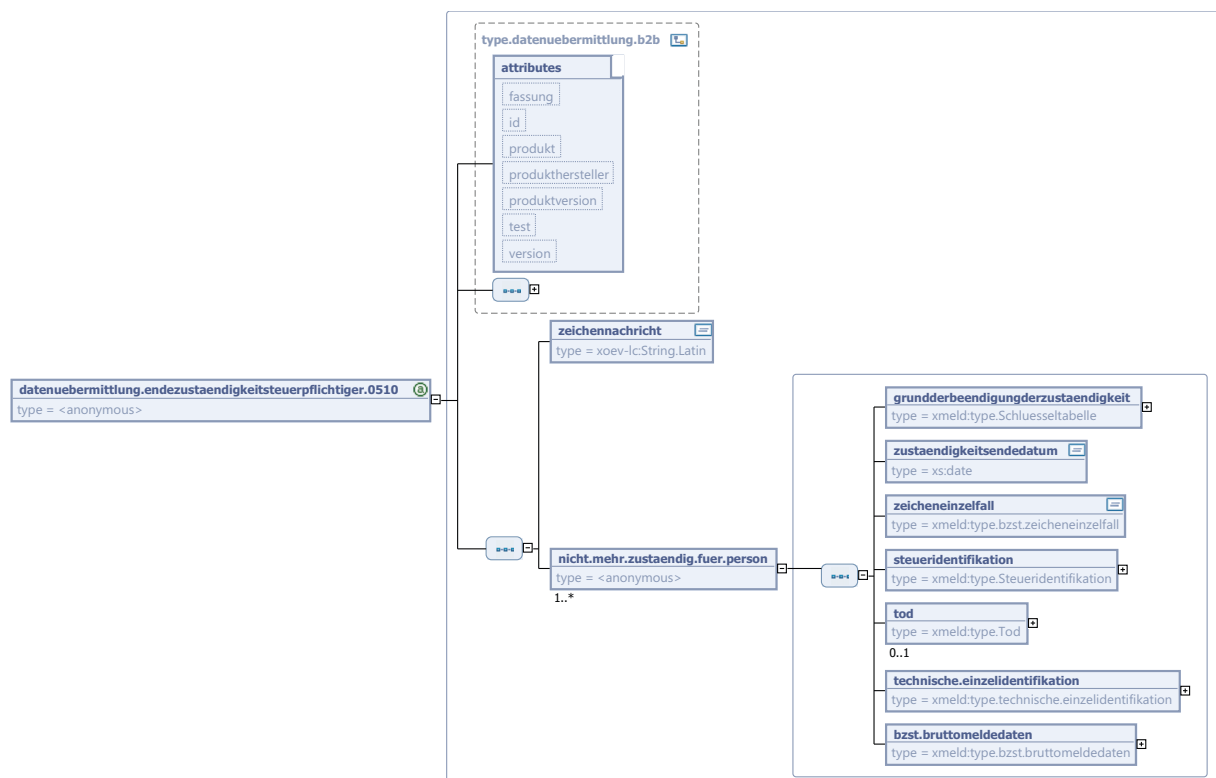 type.datenuebermittlung.b2b
attributes
fassung
id
produkt
produkthersteller
produktversion
test
version
zeichennachricht
type = xoev-lc:String.Latin
datenuebermittlung.endezustaendigkeitsteuerpflichtiger.0510
a
type = <anonymous>
nicht.mehr.zustaendig.fuer.person
type = <anonymous>
1..*
grundderbeendigungderzustaendigkeit
type = xmeld:type.Schluesseltabelle
zustaendigkeitsendedatum
type = xs:date
zeicheneinzelfall
type = xmeld:type.bzst.zeicheneinzelfall
steueridentifikation
type = xmeld:type.Steueridentifikation
tod
type = xmeld:type.Tod
0..1
technische.einzelidentifikation
type = xmeld:type.technische.einzelidentifikation
bzst.bruttomeldedaten
type = xmeld:type.bzst.bruttomeldedaten